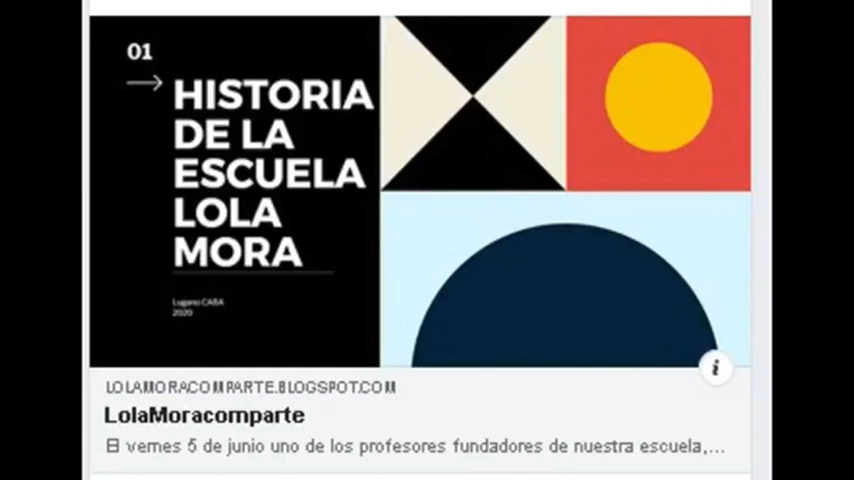 01
HISTORIA
DE LA
ESCUELA
LOLA
MORA
Lugano CABA
2020
i
LOLAMORACOMPARTE.BLOGSPOT.COM
LolaMoracomparte
El viernes 5 de junio uno de los profesores fundadores de nuestra escuela,...